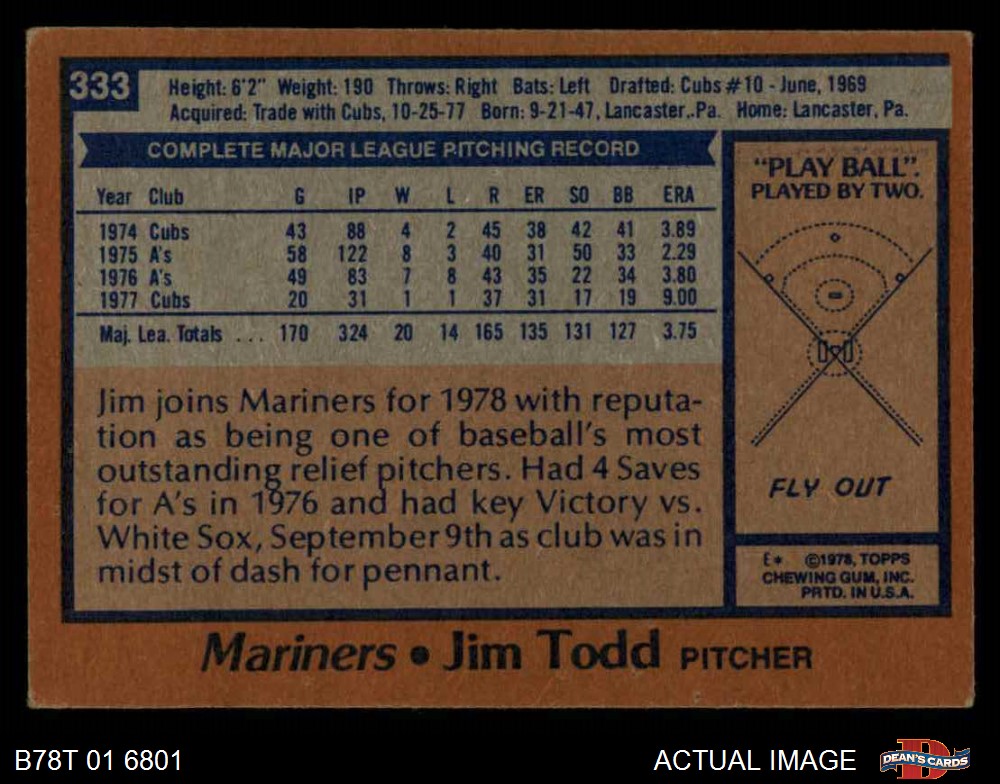 333
Height: 6'2" Weight: 190 Throws: Right Bats: Left Drafted: Cubs #10 - June, 1969
Acquired: Trade with Cubs, 10-25-77 Born: 9-21-47, Lancaster,.Pa. Home: Lancaster, Pa.
COMPLETE MAJOR LEAGUE PITCHING RECORD
Year Club G IP W L R ER SO BB ERA
1974 Cubs 43 88 4 2 45 38 42 41 3.89
1975 A's 58 122 8 3 40 31 50 33 2.29
1976 A's 49 83 7 8 43 35 22 34 3.80
1977 Cubs 20 31 1 1 37 31 17 19 9.00
Maj. Lea. Totals ... 170 324 20 14 165 135 131 127 3.75
Jim joins Mariners for 1978 with reputa-
tion as being one of baseball's most
outstanding relief pitchers. Had 4 Saves
for A's in 1976 and had key Victory vs.
White Sox, September 9th as club was in
midst of dash for pennant.
"PLAY BALL".
PLAYED BY TWO.
FLY OUT
E* ©1978, TOPPS
CHEWING GUM, INC.
PRTD. IN U.S.A.
Mariners • Jim Todd PITCHER
B78T 01 6801
ACTUAL IMAGE
DEAN'S CARDS